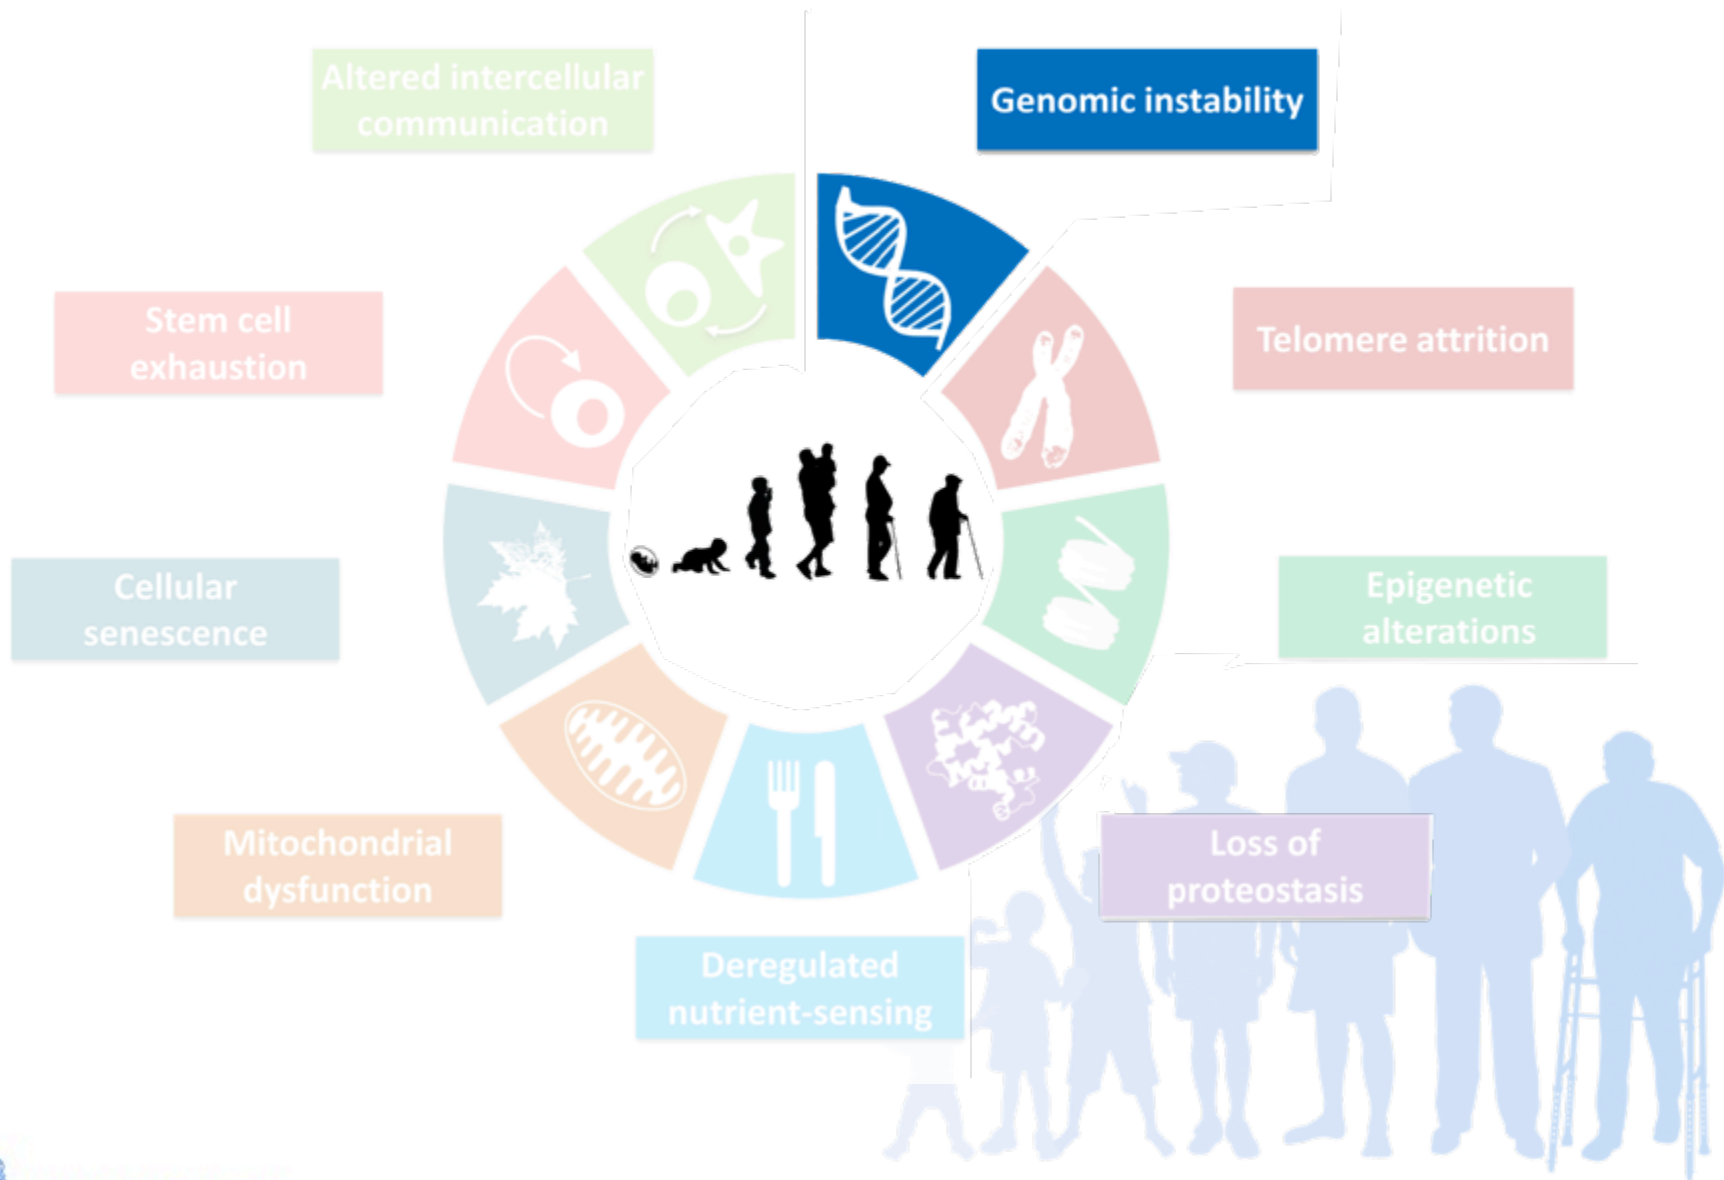 Altered intercellular
communication
Genomic instability
Stem cell
exhaustion
Telomere attrition
Cellular
senescence
Epigenetic
alterations
Mitochondrial
dysfunction
Loss of
proteostasis
Deregulated
nutrient-sensing